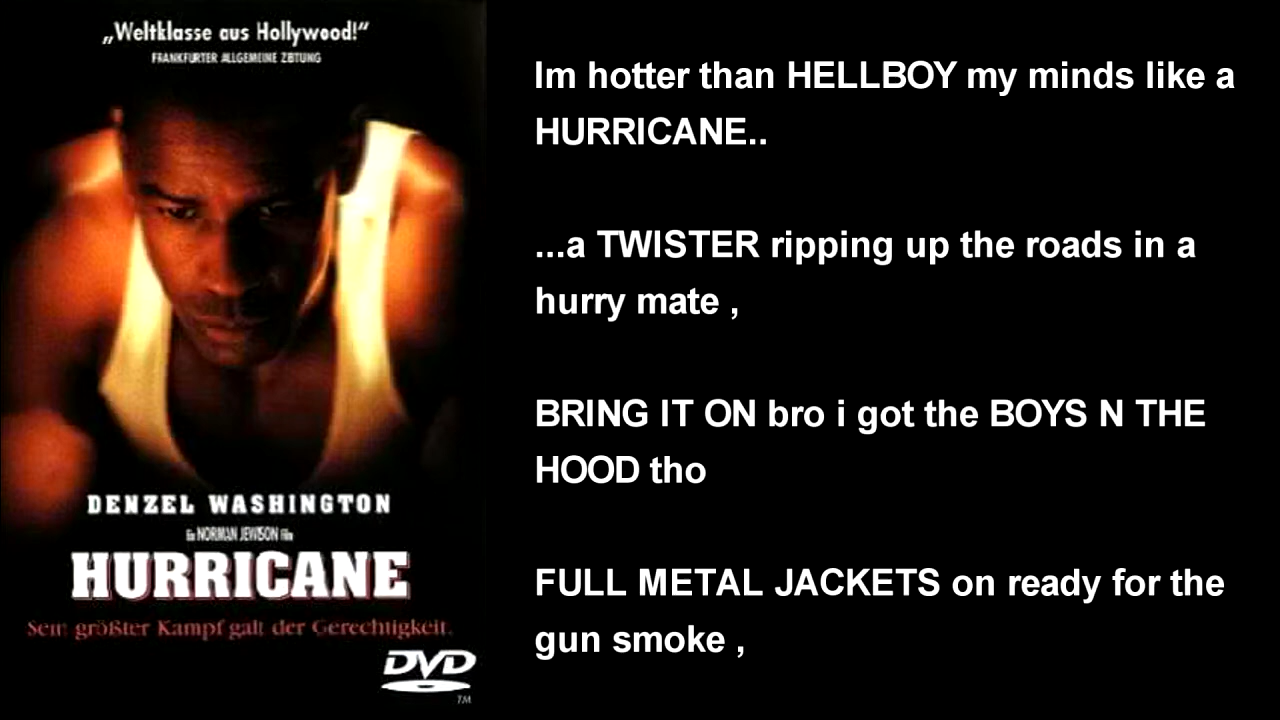 „Weltklasse aus Hollywood!“
FRANKFURTER ALLGEMEINE ZEITUNG
DENZEL WASHINGTON
Ein NORMAN JEWISON Film
HURRICANE
Sein größter Kampf galt der Gerechtigkeit.
DVD
TM
Im hotter than HELLBOY my minds like a
HURRICANE..
...a TWISTER ripping up the roads in a
hurry mate ,
BRING IT ON bro i got the BOYS N THE
HOOD tho
FULL METAL JACKETS on ready for the
gun smoke ,